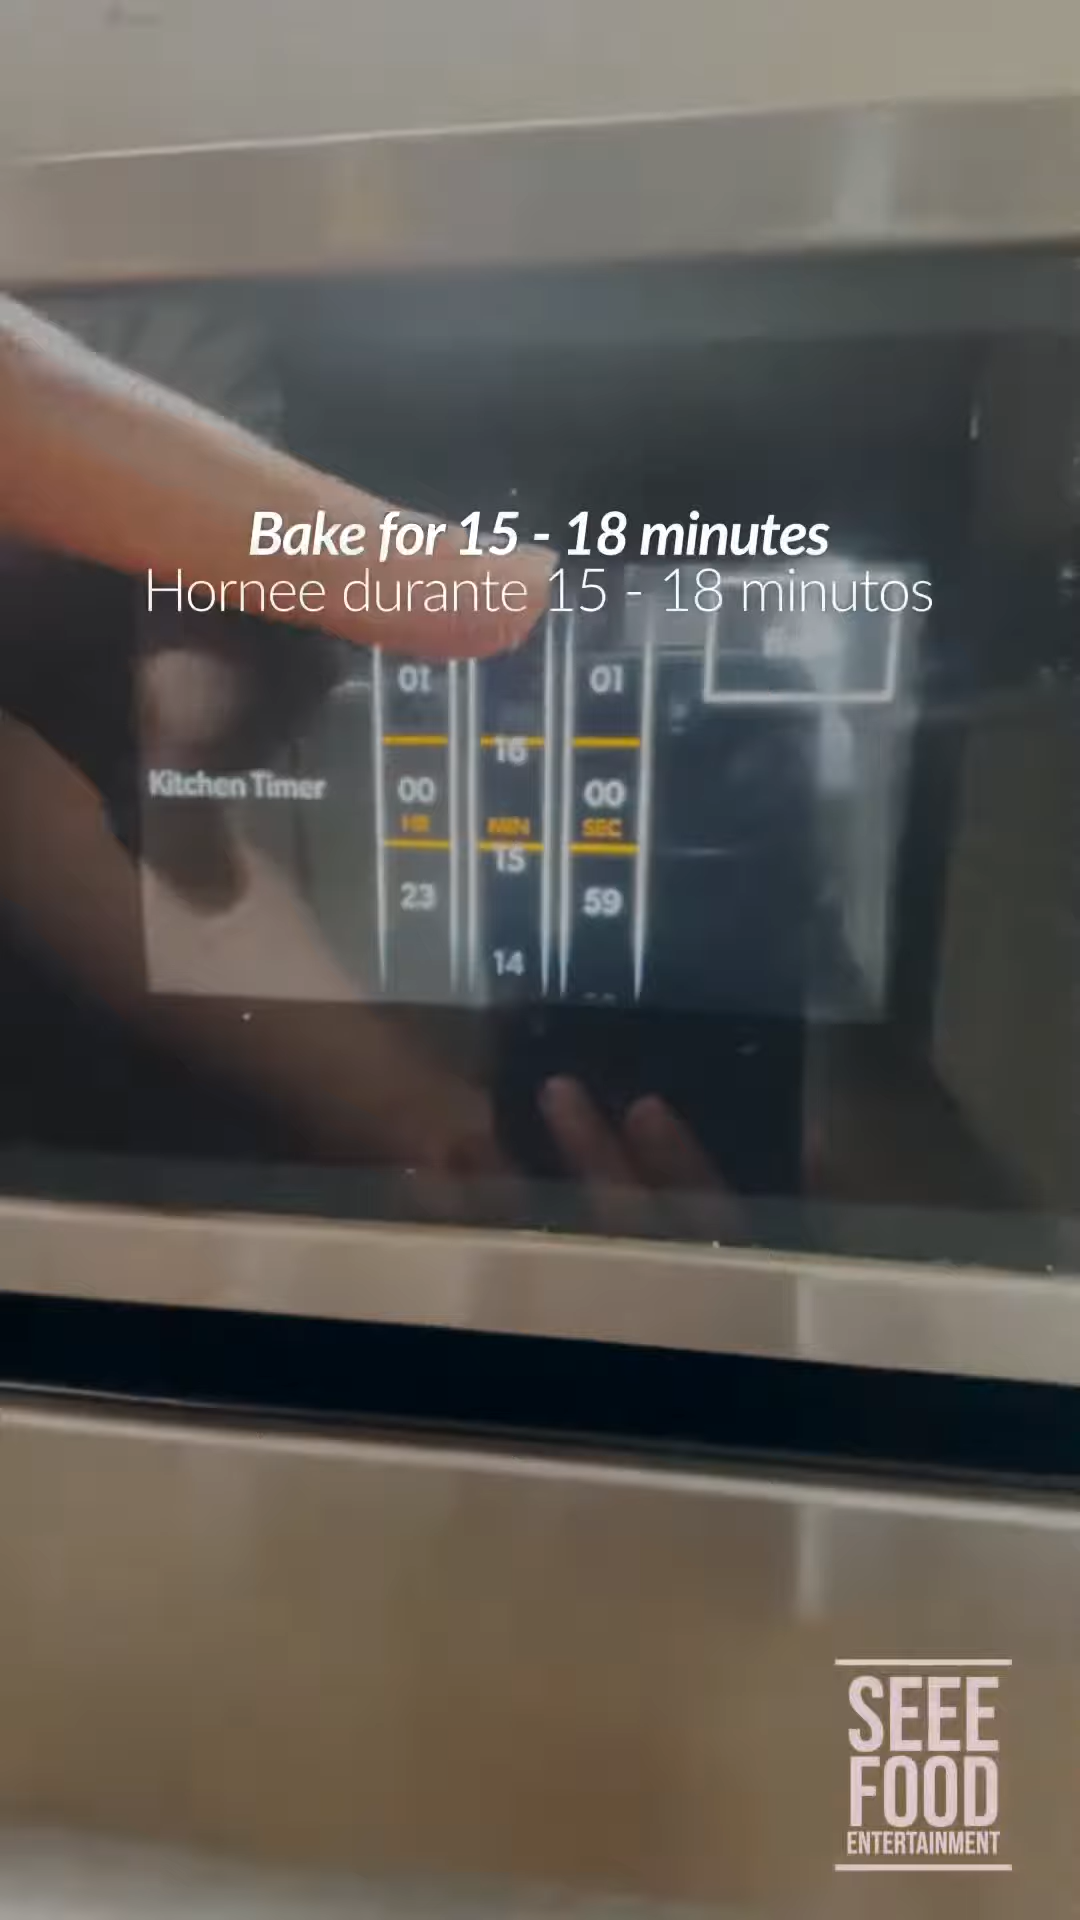 Bake for 15 - 18 minutes
Hornee durante 15 - 18 minutos
01 01
16
Kitchen Timer 00 00
HR MIN SEC
15
23 59
14
SEEE
FOOD
ENTERTAINMENT